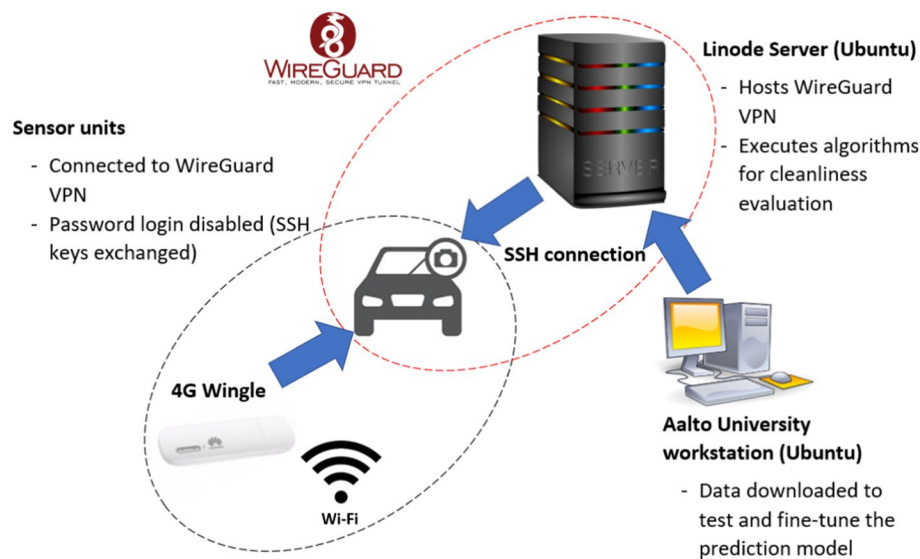 WIREGUARD
FAST, MODERN, SECURE VPN TUNNEL
Linode Server (Ubuntu)
- Hosts WireGuard
VPN
- Executes algorithms
for cleanliness
evaluation
SERVER
Sensor units
- Connected to WireGuard
VPN
- Password login disabled (SSH
keys exchanged)
SSH connection
4G Wingle
Wi-Fi
Aalto University
workstation (Ubuntu)
- Data downloaded to
test and fine-tune the
prediction model